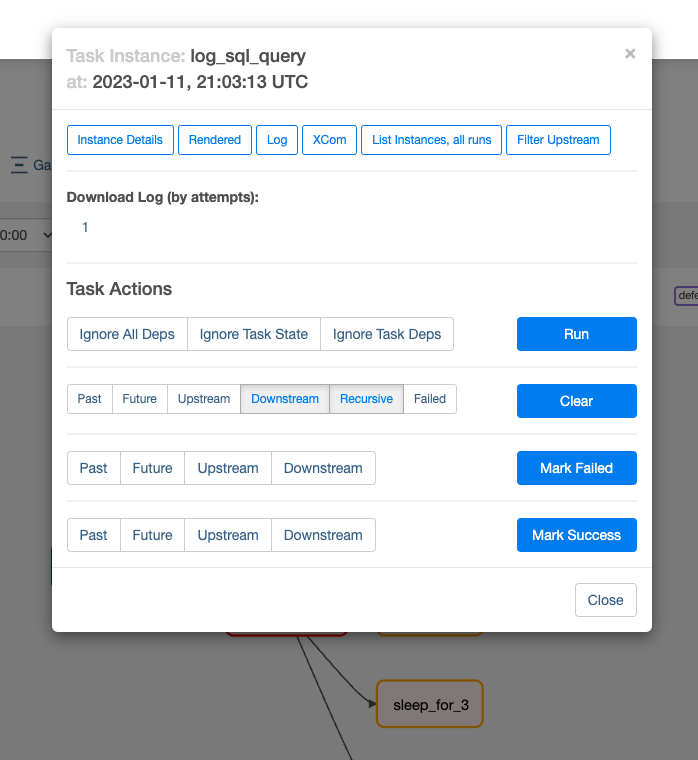 Task Instance: log_sql_query
×
at: 2023-01-11, 21:03:13 UTC
Instance Details Rendered Log XCom List Instances, all runs Filter Upstream
Ga
Download Log (by attempts):
1
0:00
Task Actions
defe
Ignore All Deps Ignore Task State Ignore Task Deps Run
Past Future Upstream Downstream Recursive Failed Clear
Past Future Upstream Downstream Mark Failed
Past Future Upstream Downstream Mark Success
Close
sleep_for_3